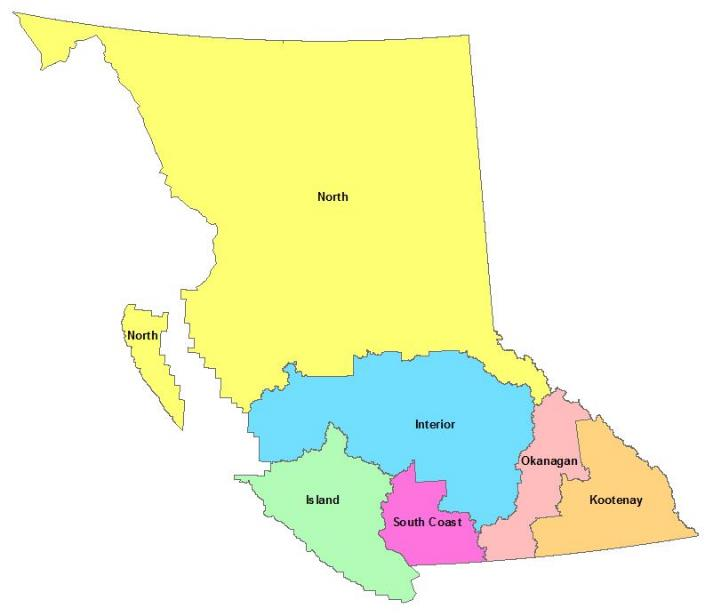 North
North
Interior
Okanagan
Island
Kootenay
South Coast